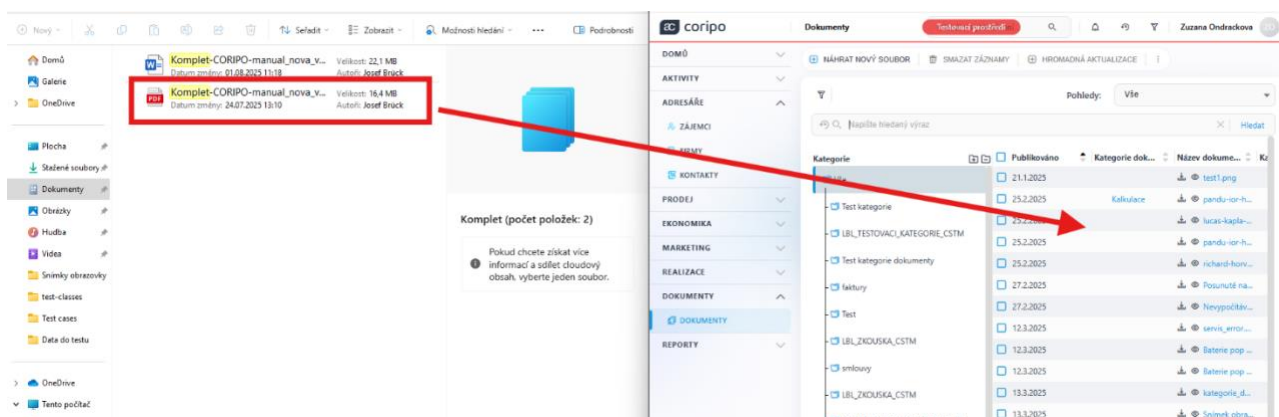 Nový
Seřadit
Zobrazit
Možnosti hledání
Podrobnosti
Domů
Galerie
OneDrive
Plocha
Stažené soubory
Dokumenty
Obrázky
Hudba
Videa
Snímky obrazovky
test-classes
Test cases
Data do testu
OneDrive
Tento počítač
Komplet-CORIPO-manual_nova_v...
Datum změny: 01.08.2025 11:18
Velikost: 22,1 MB
Autoři: Josef Brück
PDF
Komplet-CORIPO-manual_nova_v...
Datum změny: 24.07.2025 13:10
Velikost: 16,4 MB
Autoři: Josef Brück
Komplet (počet položek: 2)
Pokud chcete získat více
informací a sdílet cloudový
obsah, vyberte jeden soubor.
ac coripo
Dokumenty
Testovací prostředí
Zuzana Ondrackova
ZO
DOMŮ
AKTIVITY
ADRESÁŘE
ZÁJEMCI
FIRMY
KONTAKTY
PRODEJ
EKONOMIKA
MARKETING
REALIZACE
DOKUMENTY
DOKUMENTY
REPORTY
NAHRÁT NOVÝ SOUBOR
SMAZAT ZÁZNAMY
HROMADNÁ AKTUALIZACE
Pohledy: Vše
Napište hledaný výraz
Hledat
Kategorie
Test kategorie
LBL_TESTOVACI_KATEGORIE_CSTM
Test kategorie dokumenty
faktury
Test
LBL_ZKOUSKA_CSTM
smlouvy
LBL_ZKOUSKA_CSTM
Publikováno Kategorie dok... Název dokume... Ka
21.1.2025 test1.png
25.2.2025 Kalkulace pandu-ior-h...
25.2.2025 lucas-kapla-...
25.2.2025 pandu-ior-h...
25.2.2025 richard-horv...
27.2.2025 Posunuté na...
27.2.2025 Nevypočítáv...
12.3.2025 servis_error...
12.3.2025 Baterie pop ...
12.3.2025 Baterie pop ...
13.3.2025 kategorie_d...
13.3.2025 Snímek obra...